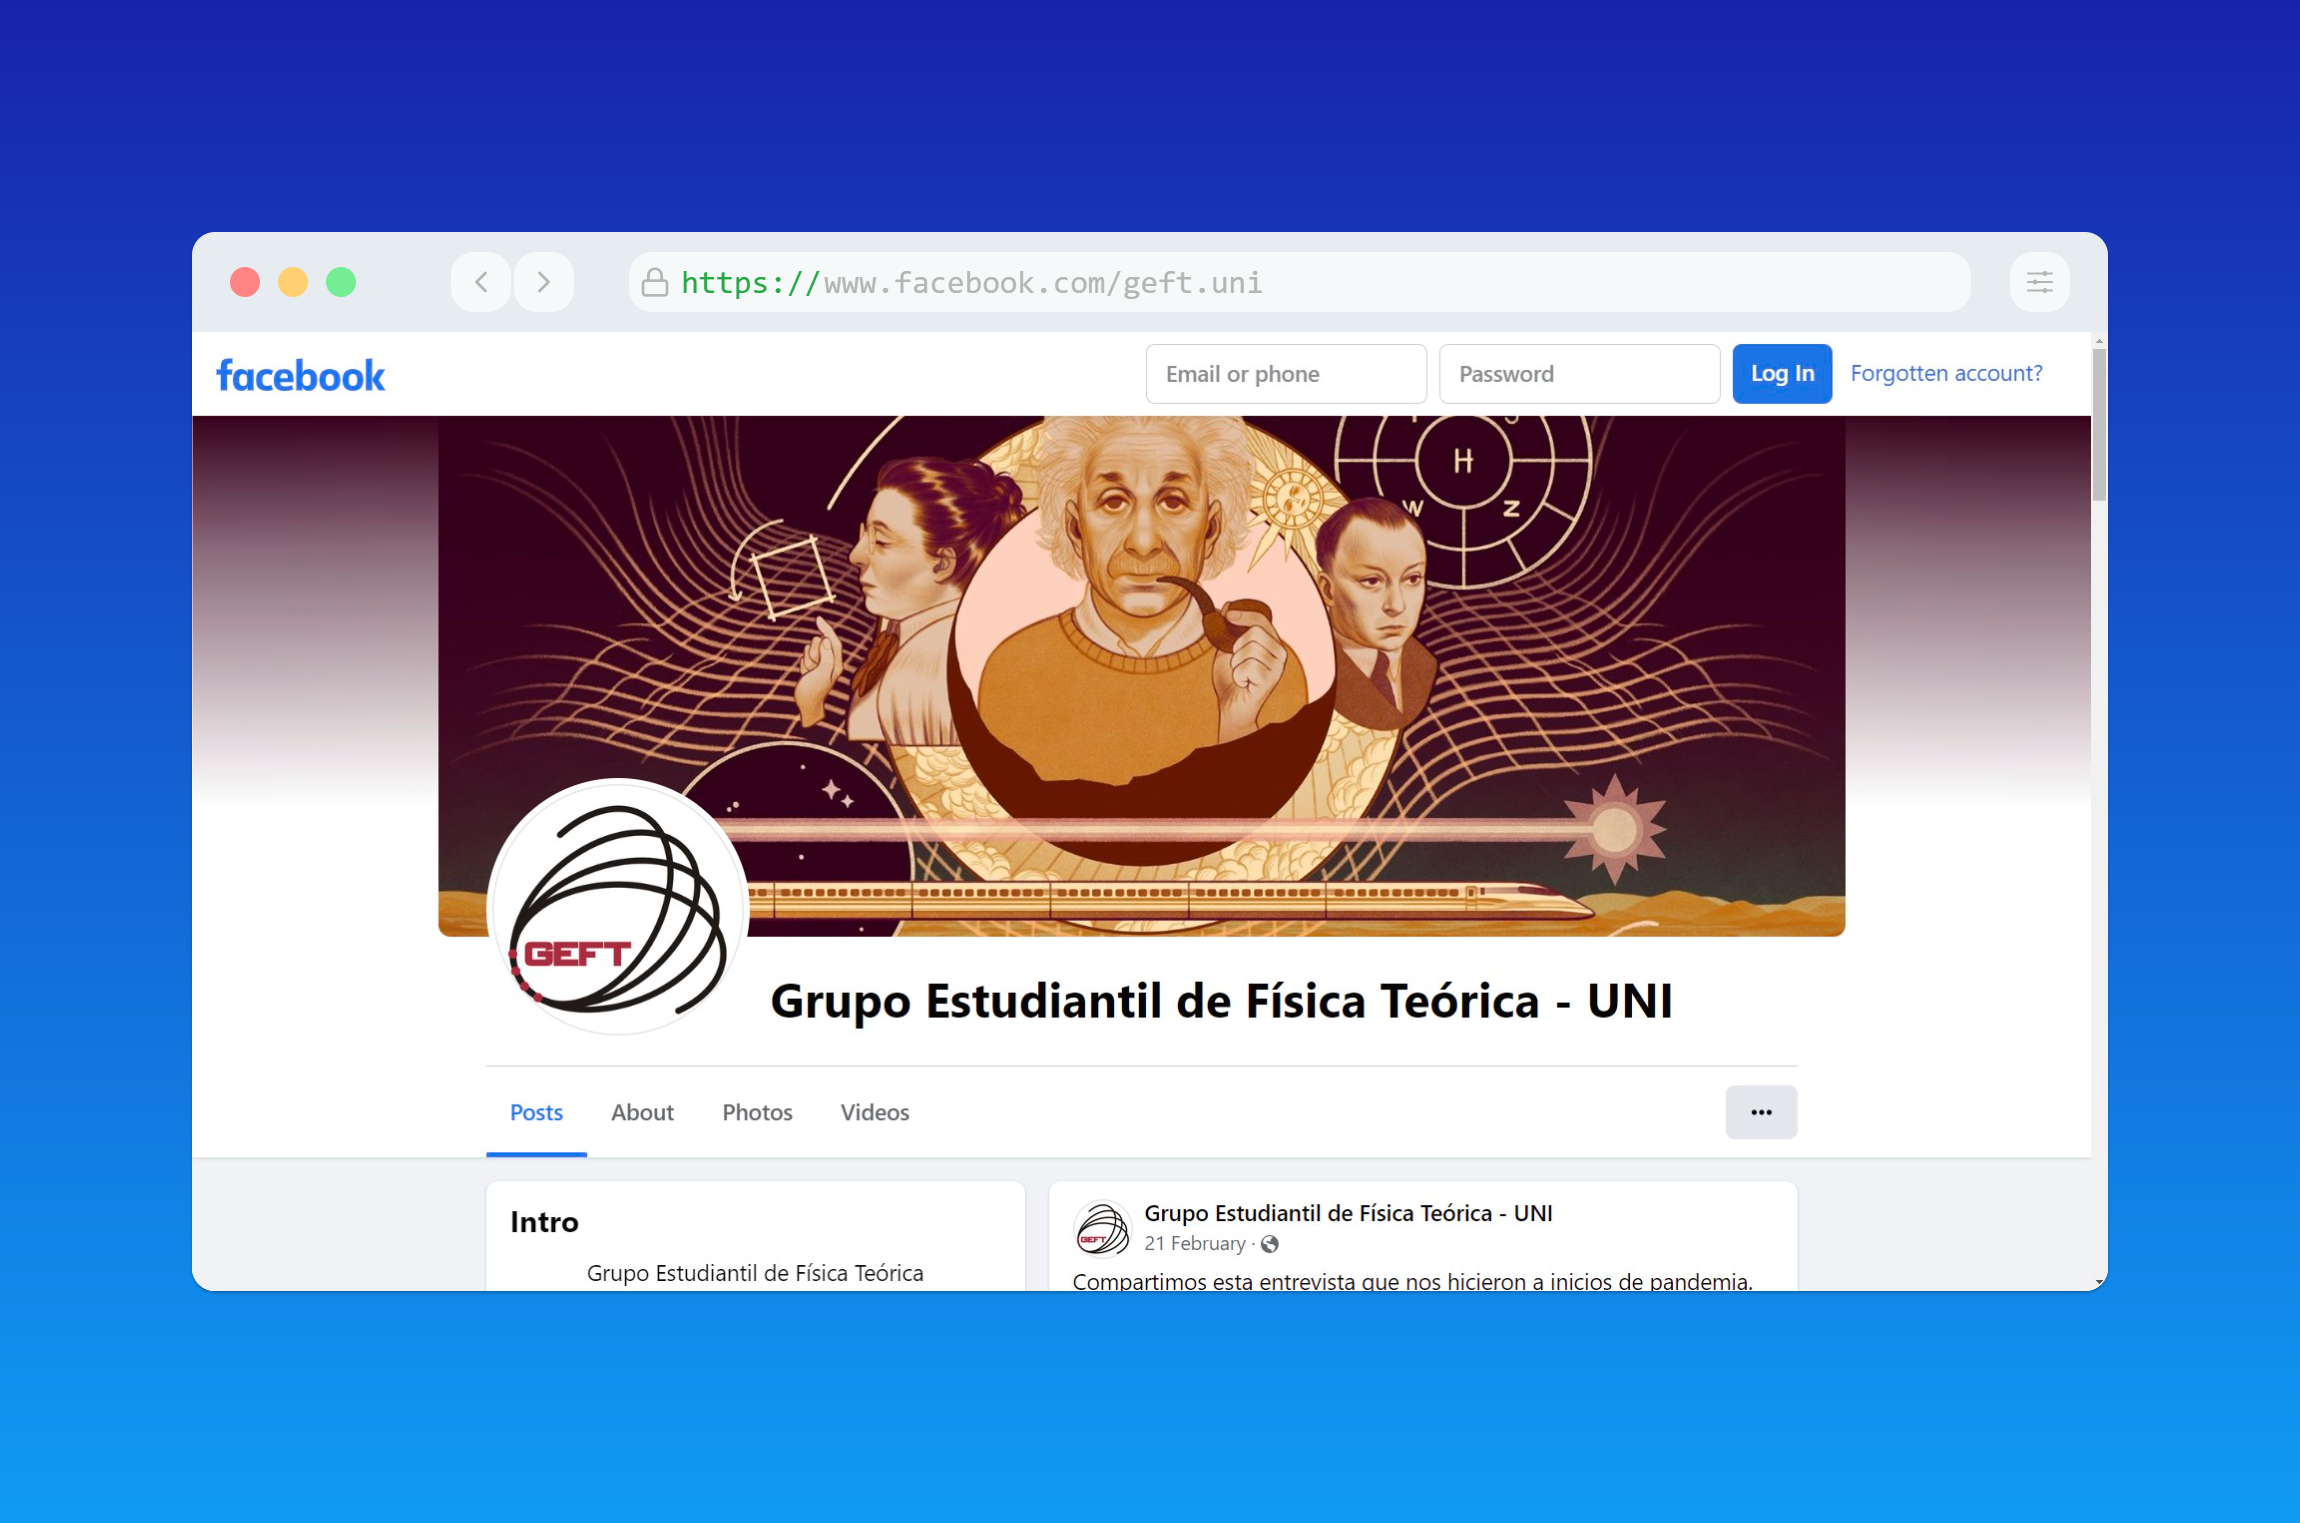 https://www.facebook.com/geft.uni
facebook
Email or phone
Password
Log In
Forgotten account?
H
W
Z
GEFT
Grupo Estudiantil de Física Teórica - UNI
Posts
About
Photos
Videos
Intro
Grupo Estudiantil de Física Teórica
GEFT
Grupo Estudiantil de Física Teórica - UNI
21 February ·
Compartimos esta entrevista que nos hicieron a inicios de pandemia.